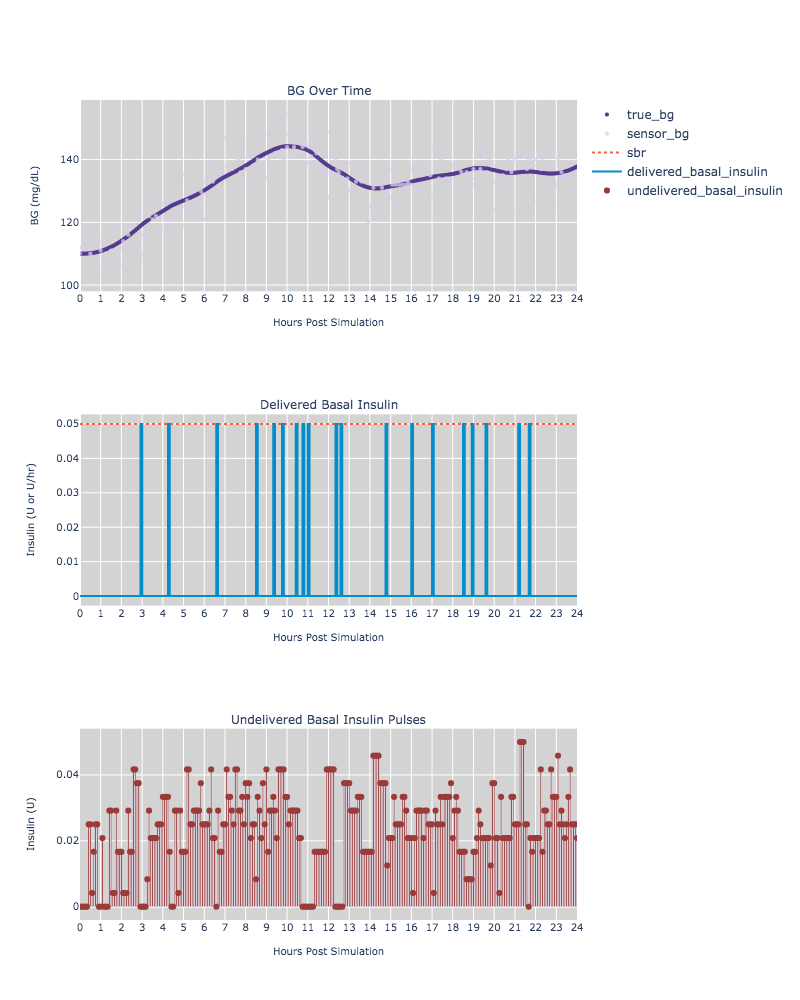 BG Over Time
BG (mg/dL)
140
120
100
0 1 2 3 4 5 6 7 8 9 10 11 12 13 14 15 16 17 18 19 20 21 22 23 24
Hours Post Simulation
true_bg
sensor_bg
sbr
delivered_basal_insulin
undelivered_basal_insulin
Delivered Basal Insulin
Insulin (U or U/hr)
0.05
0.04
0.03
0.02
0.01
0
0 1 2 3 4 5 6 7 8 9 10 11 12 13 14 15 16 17 18 19 20 21 22 23 24
Hours Post Simulation
Undelivered Basal Insulin Pulses
Insulin (U)
0.04
0.02
0
0 1 2 3 4 5 6 7 8 9 10 11 12 13 14 15 16 17 18 19 20 21 22 23 24
Hours Post Simulation